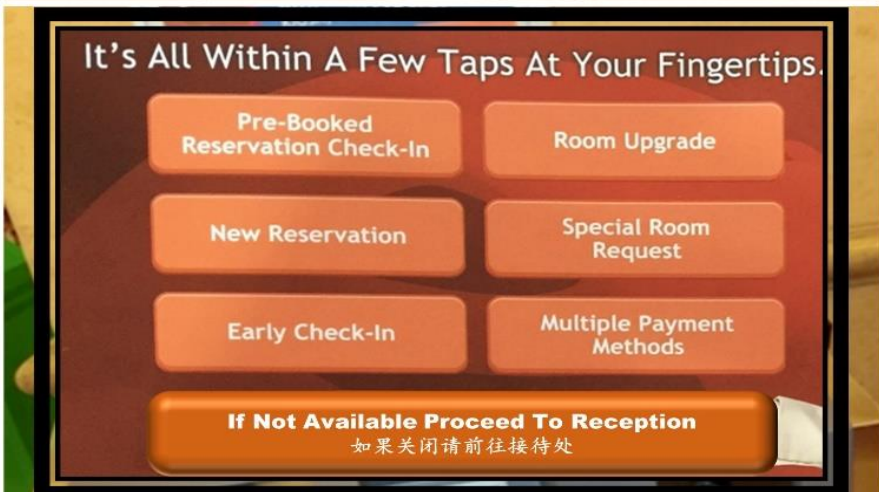 It's All Within A Few Taps At Your Fingertips.
Pre-Booked
Reservation Check-In
Room Upgrade
New Reservation
Special Room
Request
Early Check-In
Multiple Payment
Methods
If Not Available Proceed To Reception
如果关闭请前往接待处